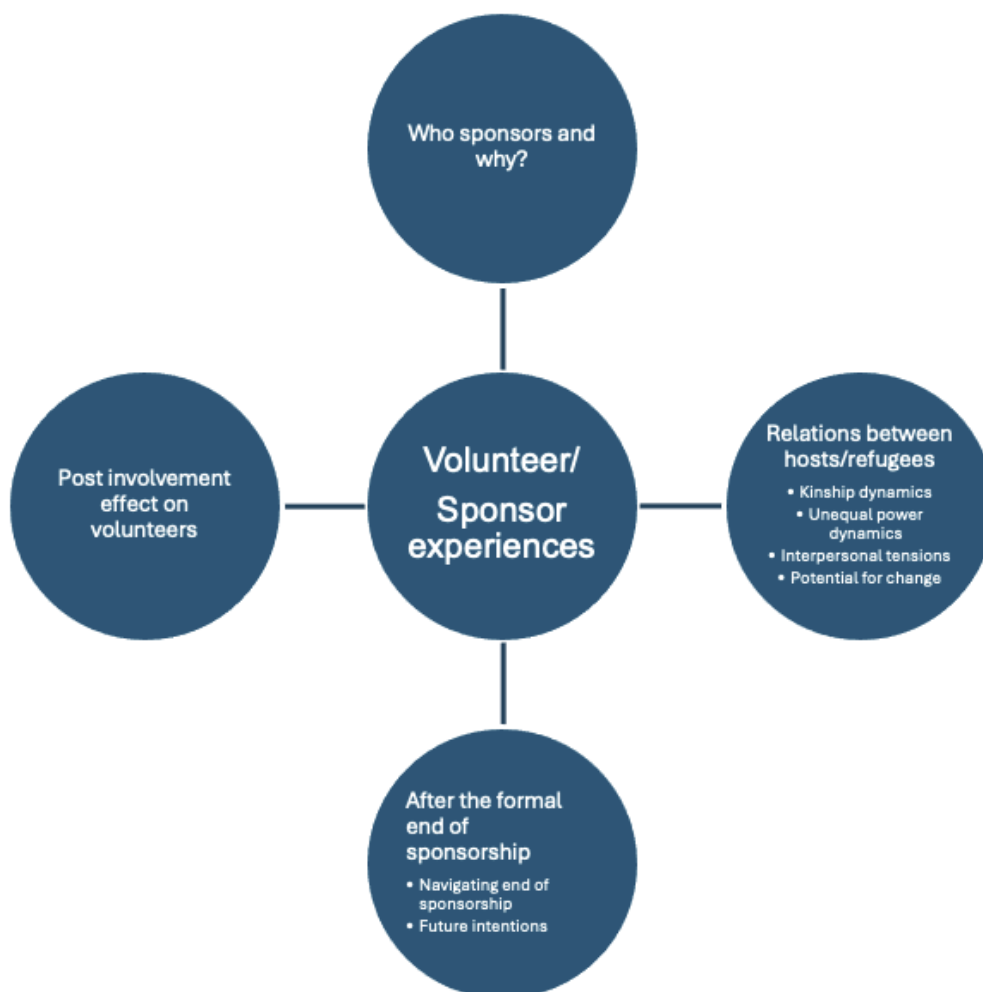 Who sponsors and
why?
Post involvement
effect on
volunteers
Volunteer/
Sponsor
experiences
Relations between
hosts/refugees
• Kinship dynamics
• Unequal power
dynamics
• Interpersonal tensions
• Potential for change
After the formal
end of
sponsorship
• Navigating end of
sponsorship
• Future intentions